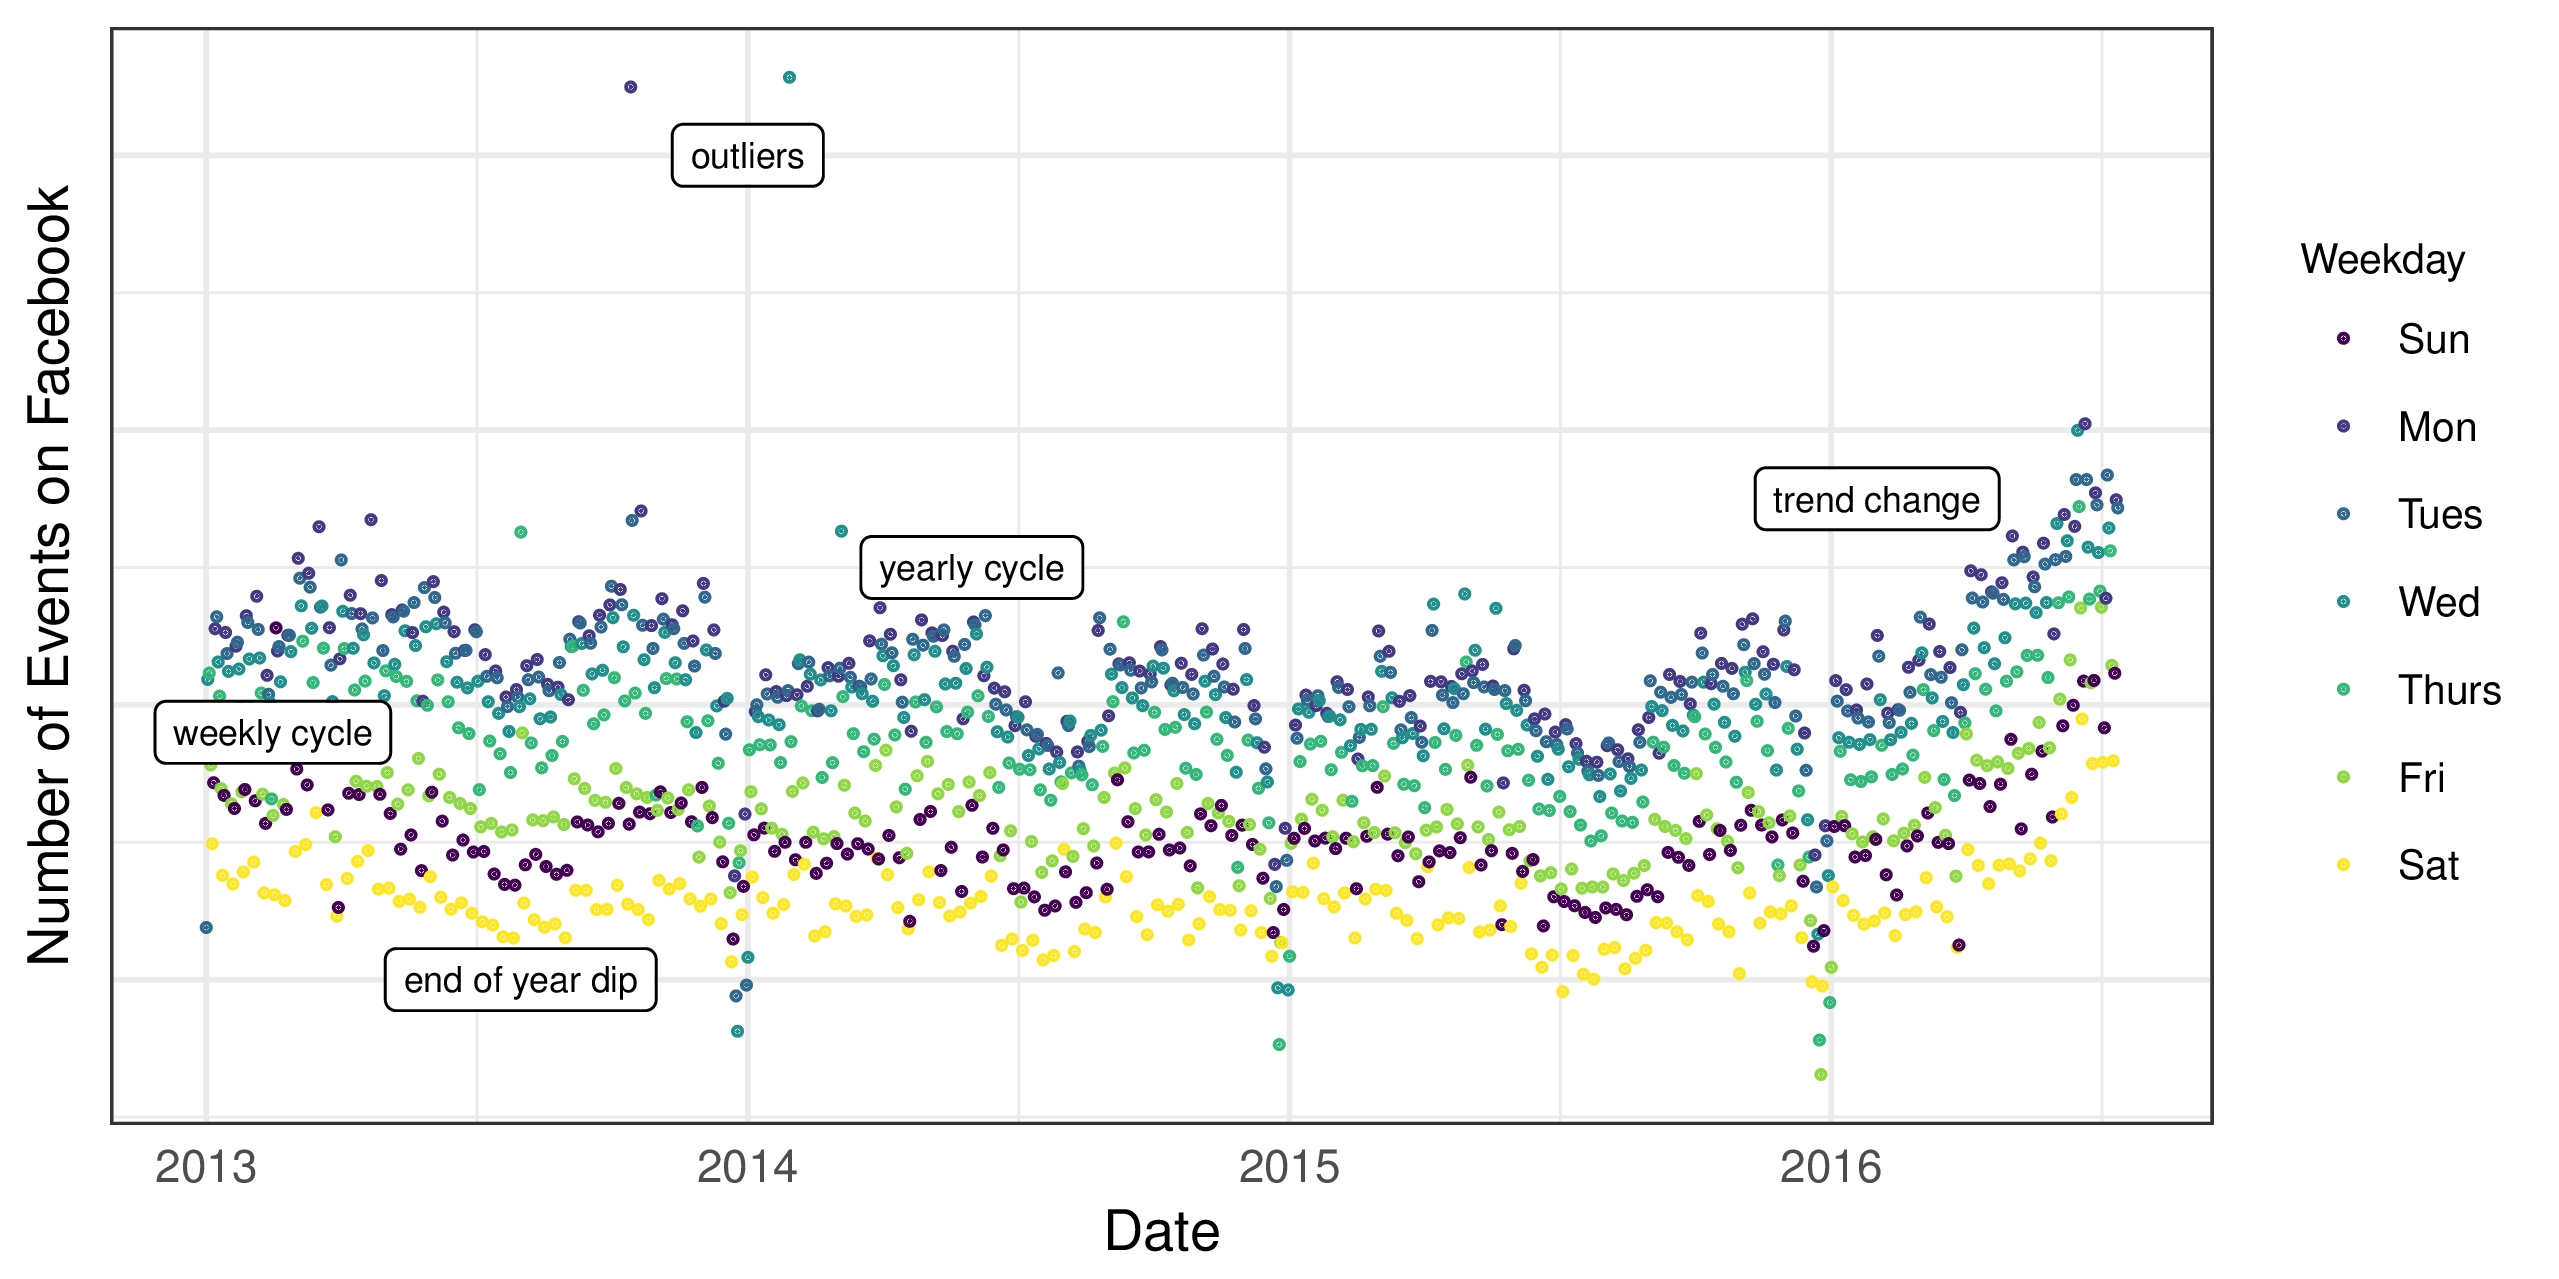 Number of Events on Facebook
outliers
yearly cycle
trend change
weekly cycle
end of year dip
2013
2014
2015
2016
Date
Weekday
Sun
Mon
Tues
Wed
Thurs
Fri
Sat